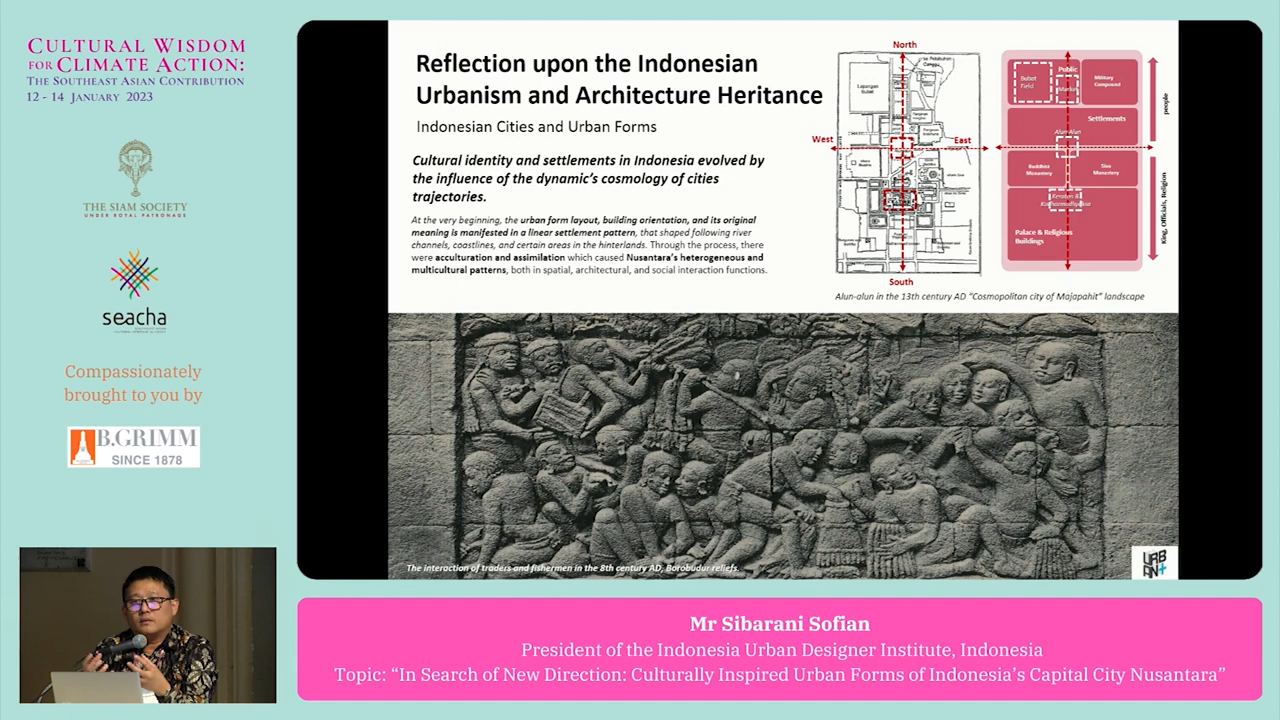 CULTURAL WISDOM
FOR CLIMATE ACTION:
THE SOUTHEAST ASIAN CONTRIBUTION
12 - 14 JANUARY 2023
THE SIAM SOCIETY
UNDER ROYAL PATRONAGE
seacha
Compassionately
brought to you by
B.GRIMM
SINCE 1878
Reflection upon the Indonesian
Urbanism and Architecture Heritance
Indonesian Cities and Urban Forms
Cultural identity and settlements in Indonesia evolved by
the influence of the dynamic's cosmology of cities
trajectories.
At the very beginning, the urban form layout, building orientation, and its original
meaning is manifested in a linear settlement pattern, that shaped following river
channels, coastlines, and certain areas in the hinterlands. Through the process, there
were acculturation and assimilation which caused Nusantara's heterogeneous and
multicultural patterns, both in spatial, architectural, and social interaction functions.
North
West
East
South
Bubat
Field
Public
Market
Military
Compound
Settlements
Alun-Alun
Buddhist
Monastery
Siva
Monastery
Palace & Religious
Buildings
people
King, Officials, Religion
Alun-alun in the 13th century AD "Cosmopolitan city of Majapahit" landscape
The interaction of traders and fishermen in the 8th century AD, Borobudur reliefs.
URB
AN+
Mr Sibarani Sofian
President of the Indonesia Urban Designer Institute, Indonesia
Topic: “In Search of New Direction: Culturally Inspired Urban Forms of Indonesia’s Capital City Nusantara”